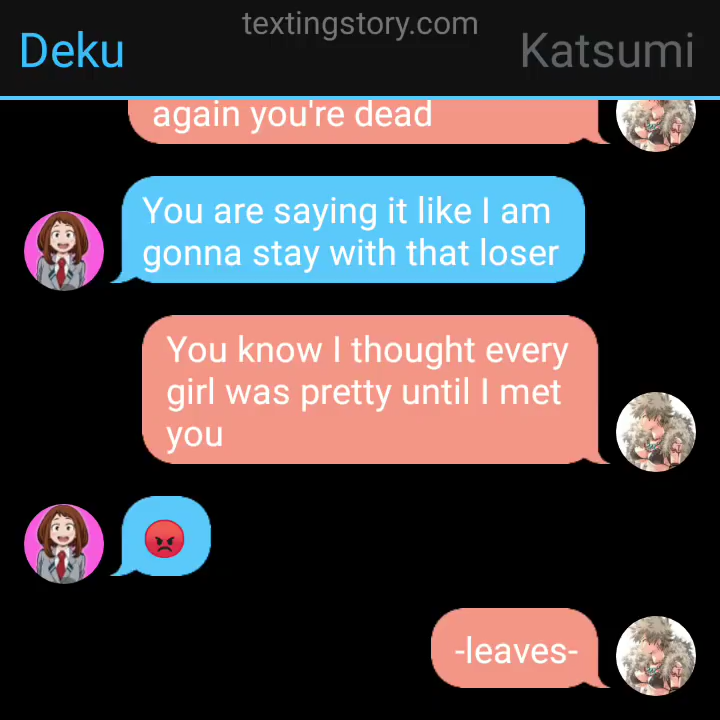 textingstory.com
Deku
Katsumi
again you're dead
You are saying it like I am
gonna stay with that loser
You know I thought every
girl was pretty until I met
you
-leaves-